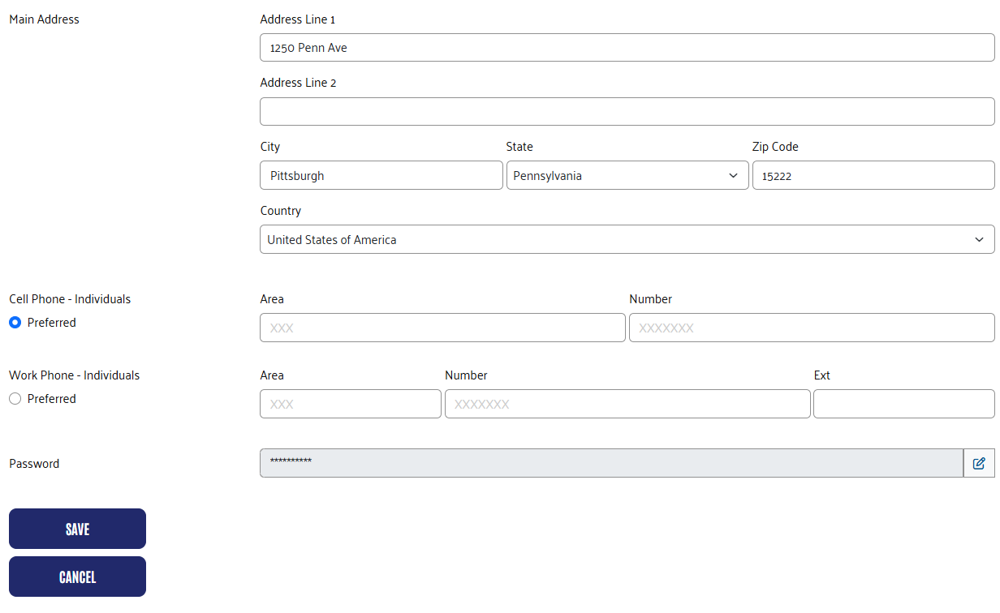 Main Address Address Line 1
1250 Penn Ave
Address Line 2
City State Zip Code
Pittsburgh Pennsylvania 15222
Country
United States of America
Cell Phone - Individuals Area Number
Preferred XXX XXXXXXX
Work Phone - Individuals Area Number Ext
Preferred XXX XXXXXXX
Password **********
SAVE
CANCEL